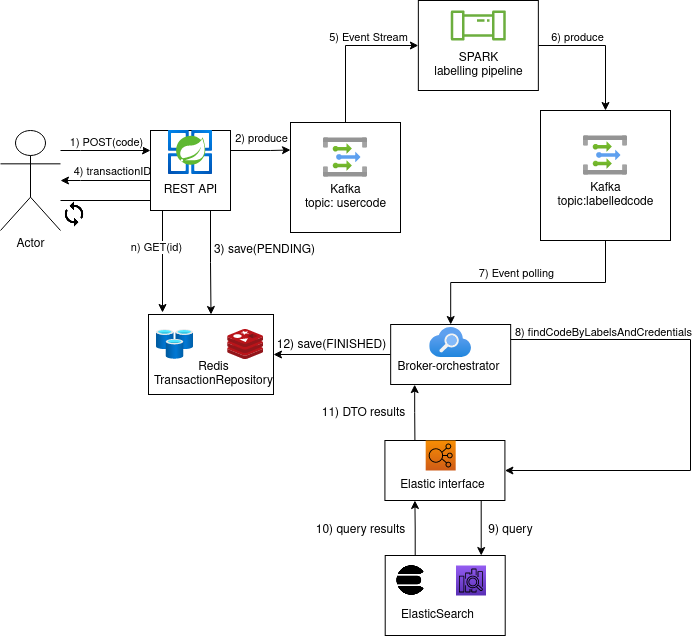 5) Event Stream
6) produce
SPARK
labelling pipeline
1) POST(code)
2) produce
4) transactionID
REST API
Kafka
topic: usercode
Kafka
topic:labelledcode
Actor
n) GET(id)
3) save(PENDING)
7) Event polling
8) findCodeByLabelsAndCredentials
12) save(FINISHED)
Redis
TransactionRepository
Broker-orchestrator
11) DTO results
Elastic interface
10) query results
9) query
ElasticSearch